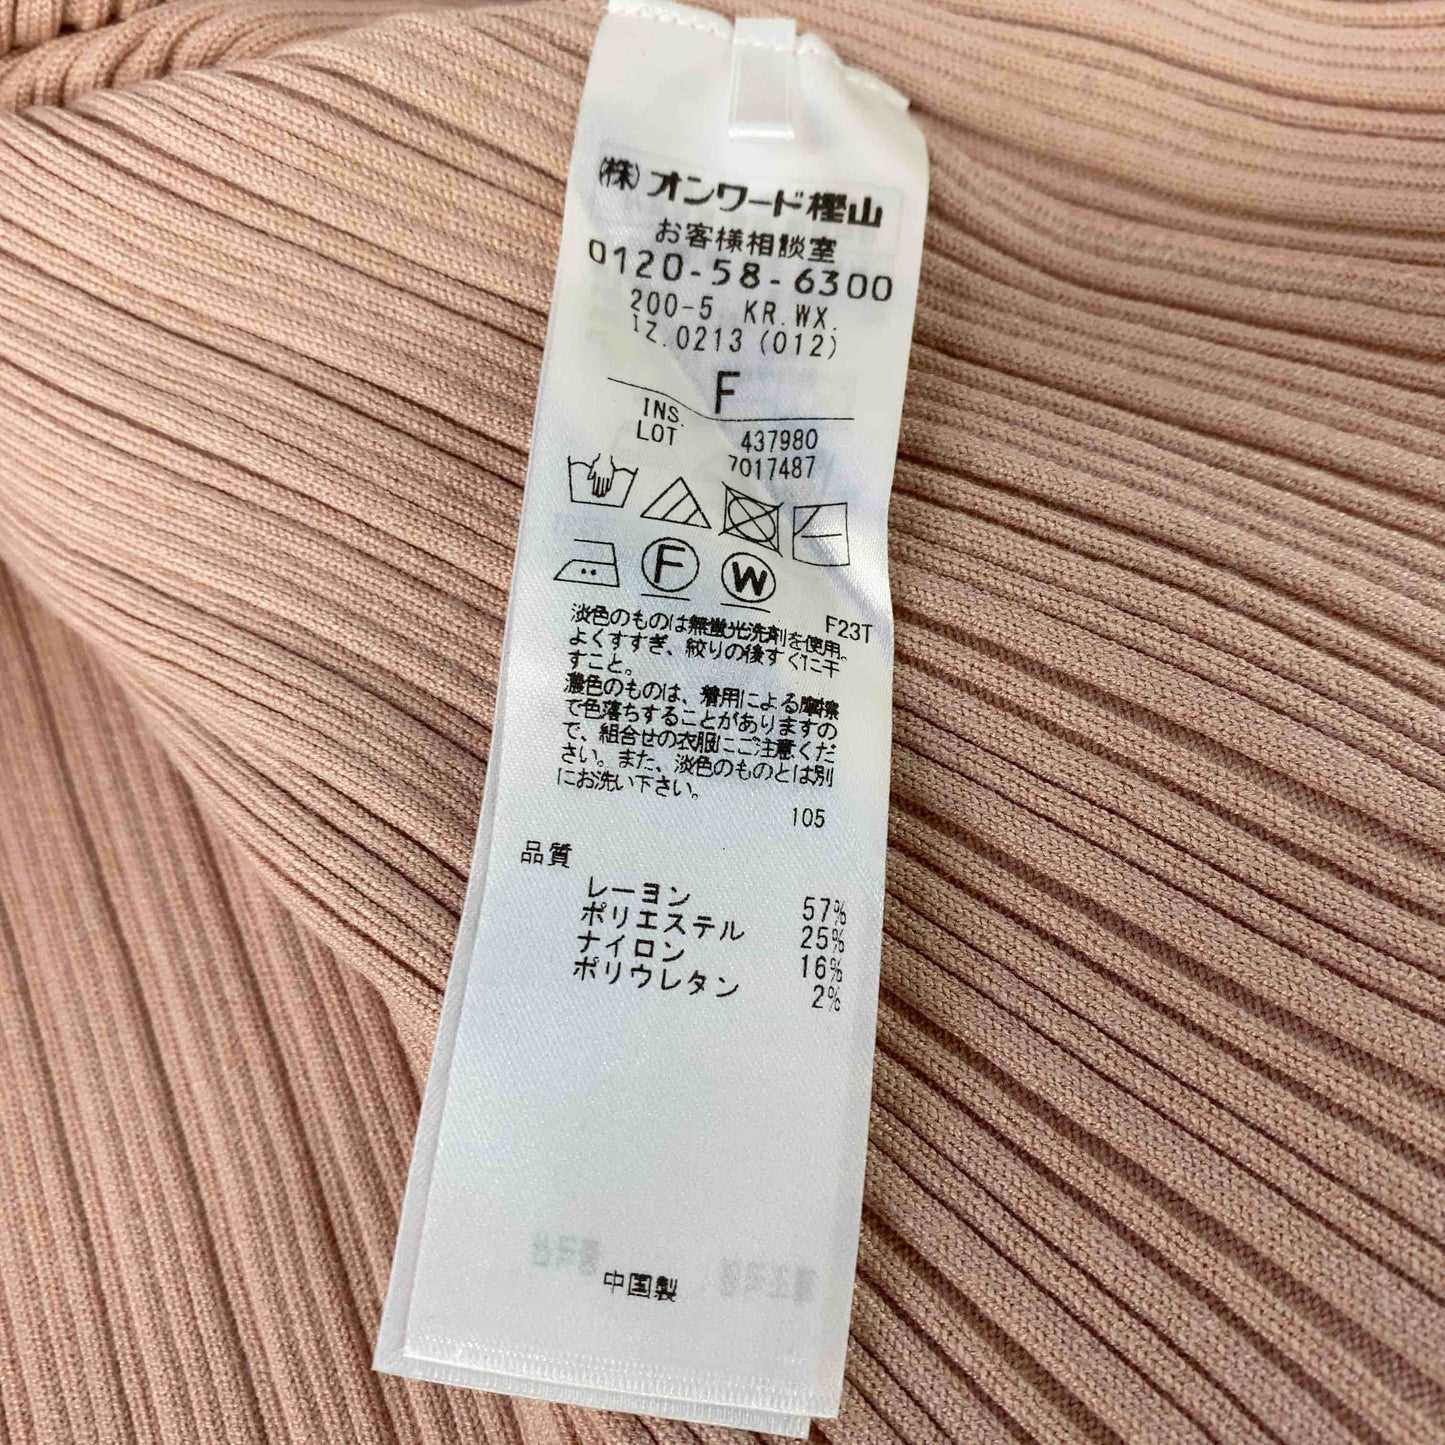 (株)オンワード樫山
お客様相談室
0120-58-6300
200-5 KR.WX.
IZ.0213 (012)
F
INS. 437980
LOT 7017487
F
W
F23T
淡色のものは無蛍光洗剤を使用。
よくすすぎ、絞りの後すぐに干
すこと。
濃色のものは、着用による摩擦
で色落ちすることがありますの
で、組合せの衣服にご注意くだ
さい。また、淡色のものとは別
にお洗い下さい。
105
品質
レーヨン 57%
ポリエステル 25%
ナイロン 16%
ポリウレタン 2%
中国製